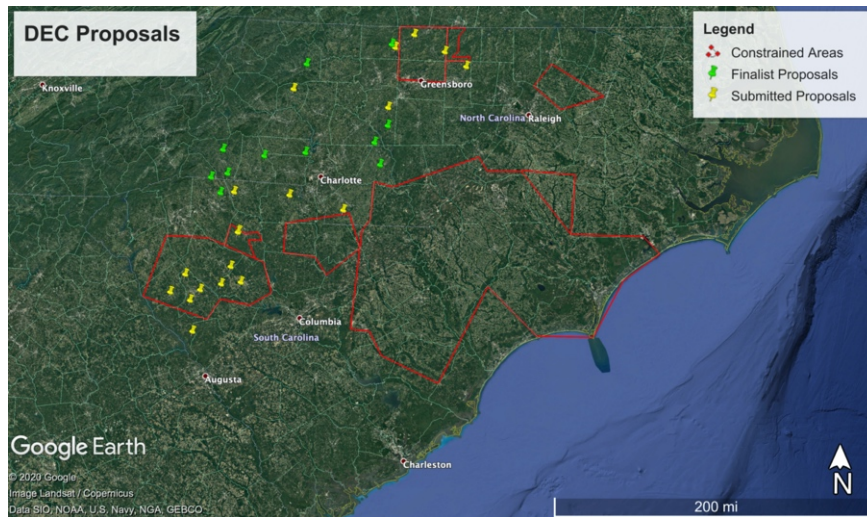 DEC Proposals
Legend
Constrained Areas
Finalist Proposals
Submitted Proposals
Knoxville
Greensboro
North Carolina
Raleigh
Charlotte
Columbia
South Carolina
Augusta
Charleston
Google Earth
© 2020 Google
Image Landsat / Copernicus
Data SIO, NOAA, U.S. Navy, NGA, GEBCO
N
200 mi